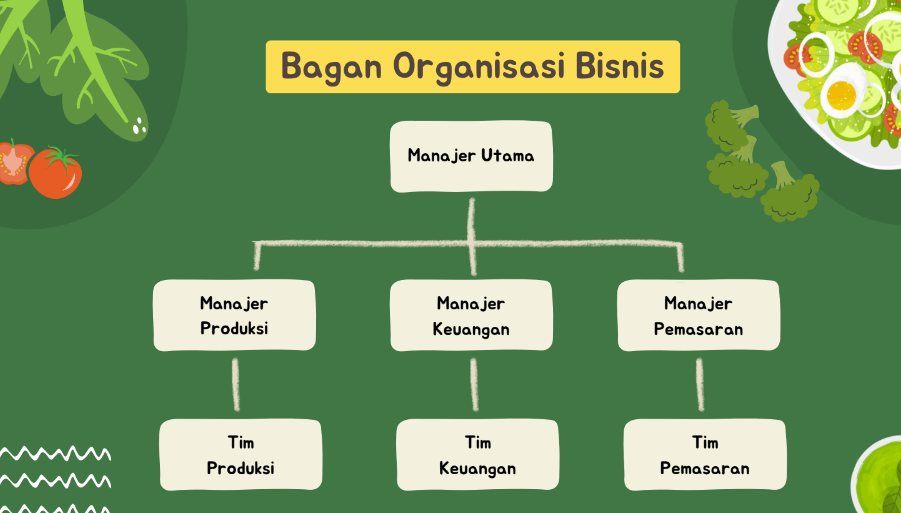 Bagan Organisasi Bisnis
Manajer Utama
Manajer
Produksi
Manajer
Keuangan
Manajer
Pemasaran
Tim
Produksi
Tim
Keuangan
Tim
Pemasaran